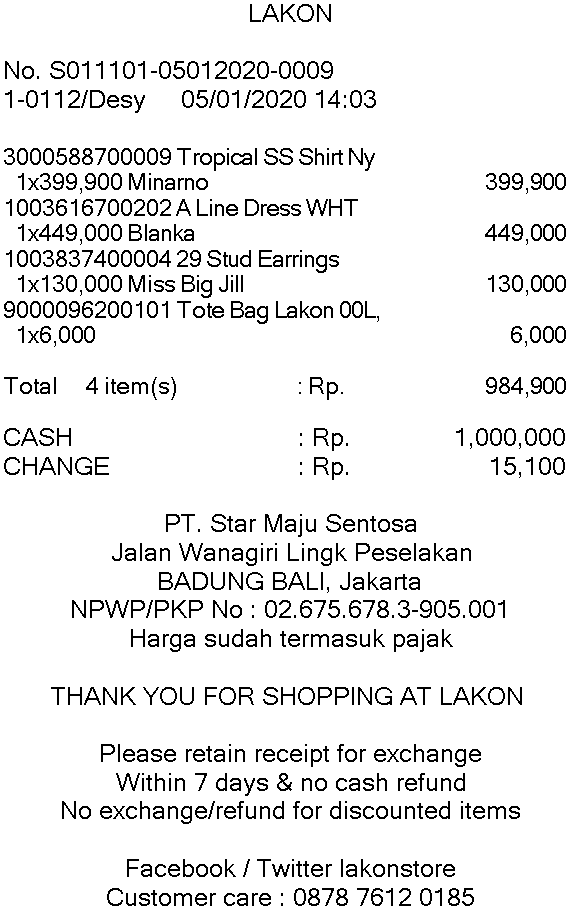 LAKON
No. S011101-05012020-0009
1-0112/Desy 05/01/2020 14:03
3000588700009 Tropical SS Shirt Ny
1x399,900 Minarno 399,900
1003616700202 A Line Dress WHT
1x449,000 Blanka 449,000
1003837400004 29 Stud Earrings
1x130,000 Miss Big Jill 130,000
9000096200101 Tote Bag Lakon 00L,
1x6,000 6,000
Total 4 item(s) : Rp. 984,900
CASH : Rp. 1,000,000
CHANGE : Rp. 15,100
PT. Star Maju Sentosa
Jalan Wanagiri Lingk Peselakan
BADUNG BALI, Jakarta
NPWP/PKP No : 02.675.678.3-905.001
Harga sudah termasuk pajak
THANK YOU FOR SHOPPING AT LAKON
Please retain receipt for exchange
Within 7 days & no cash refund
No exchange/refund for discounted items
Facebook / Twitter lakonstore
Customer care : 0878 7612 0185